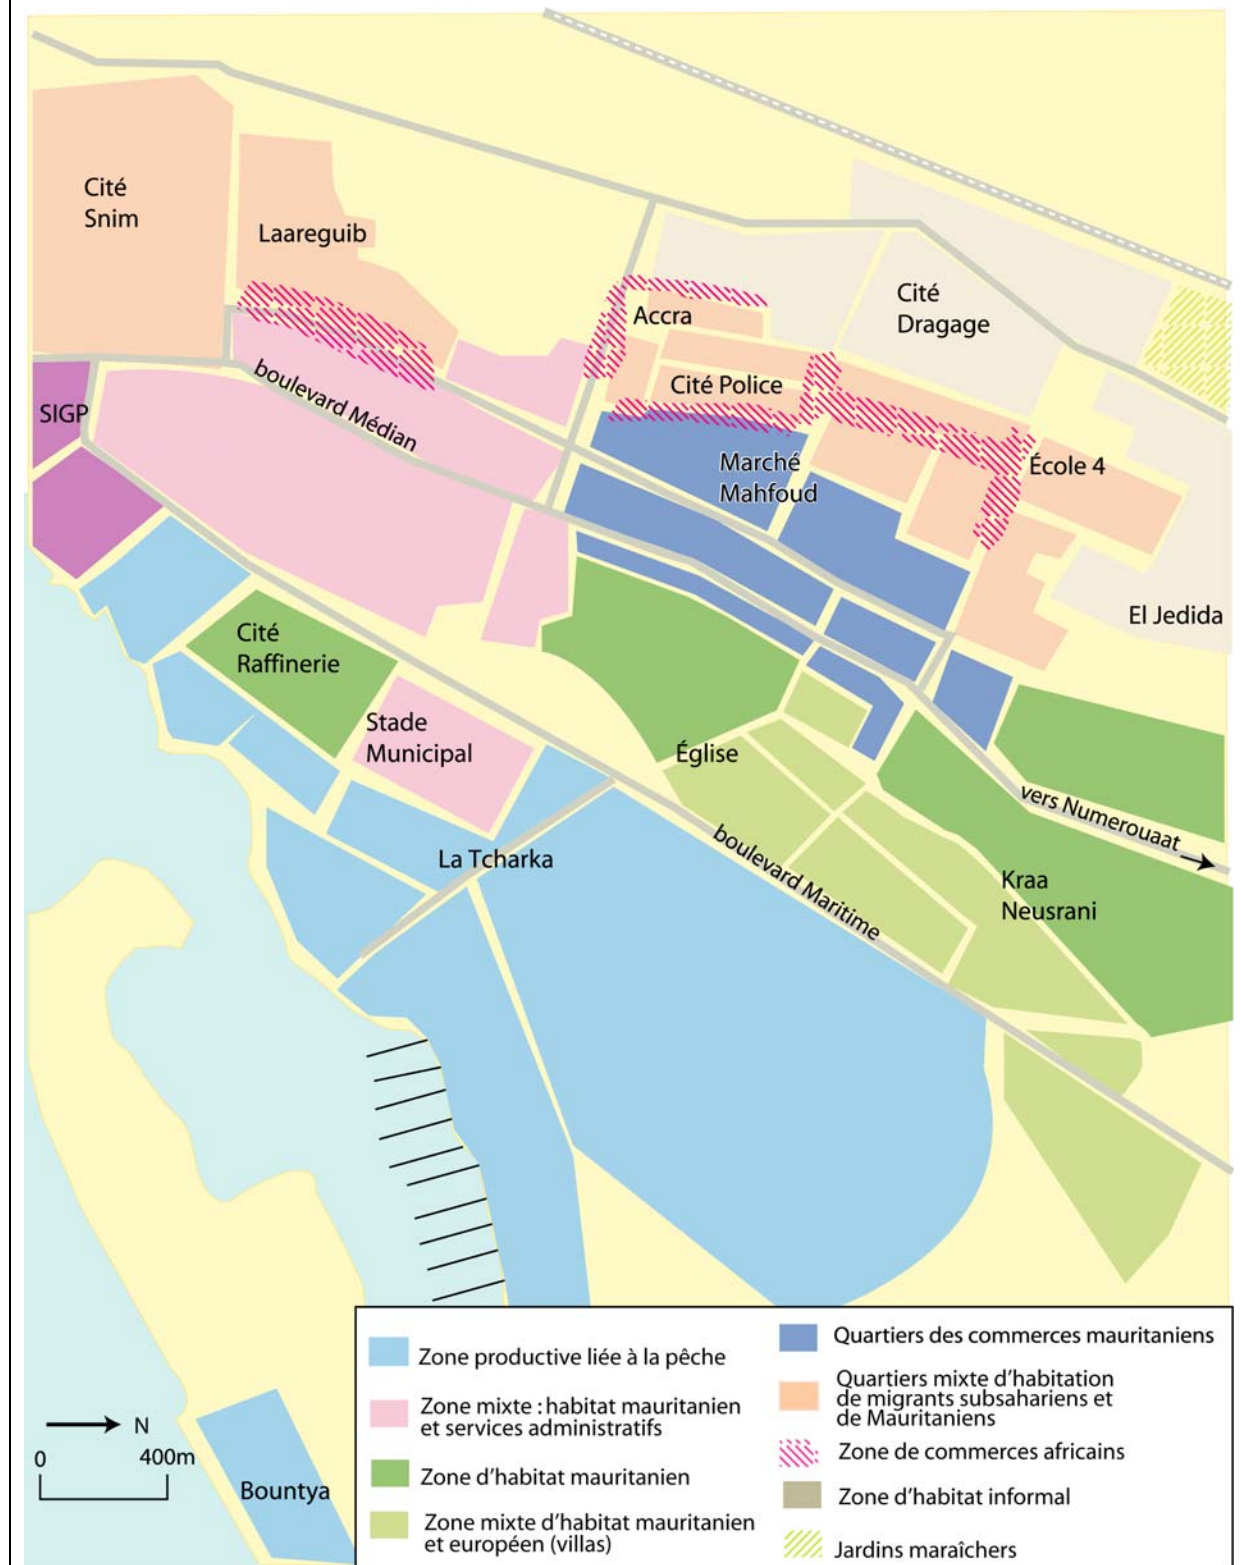 Cité
Snim
Laareguib
Accra
Cité
Dragage
boulevard Médian
Cité Police
SIGP
Marché
Mahfoud
École 4
El Jedida
Cité
Raffinerie
Stade
Municipal
Église
vers Numerouaat
boulevard Maritime
La Tcharka
Kraa
Neusrani
N
0 400m
Bountya
Zone productive liée à la pêche
Zone mixte : habitat mauritanien
et services administratifs
Zone d'habitat mauritanien
Zone mixte d'habitat mauritanien
et européen (villas)
Quartiers des commerces mauritaniens
Quartiers mixte d'habitation
de migrants subsahariens et
de Mauritaniens
Zone de commerces africains
Zone d'habitat informal
Jardins maraîchers